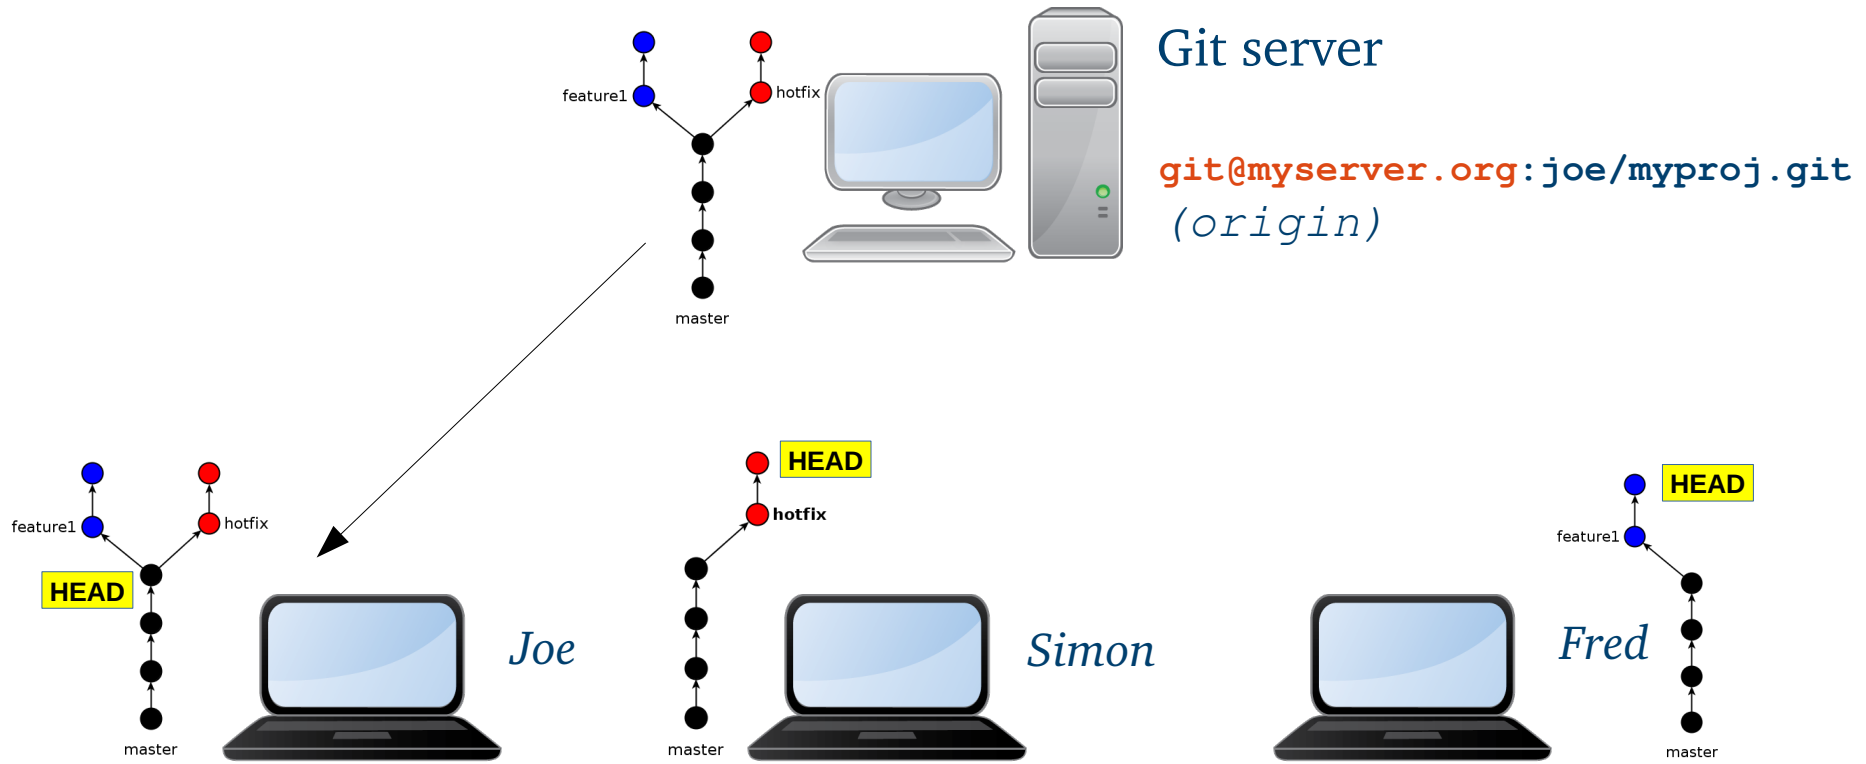 Git server
feature1
hotfix
git@myserver.org:joe/myproj.git
(origin)
master
HEAD
hotfix
HEAD
feature1
hotfix
feature1
HEAD
Joe
Simon
Fred
master
master
master